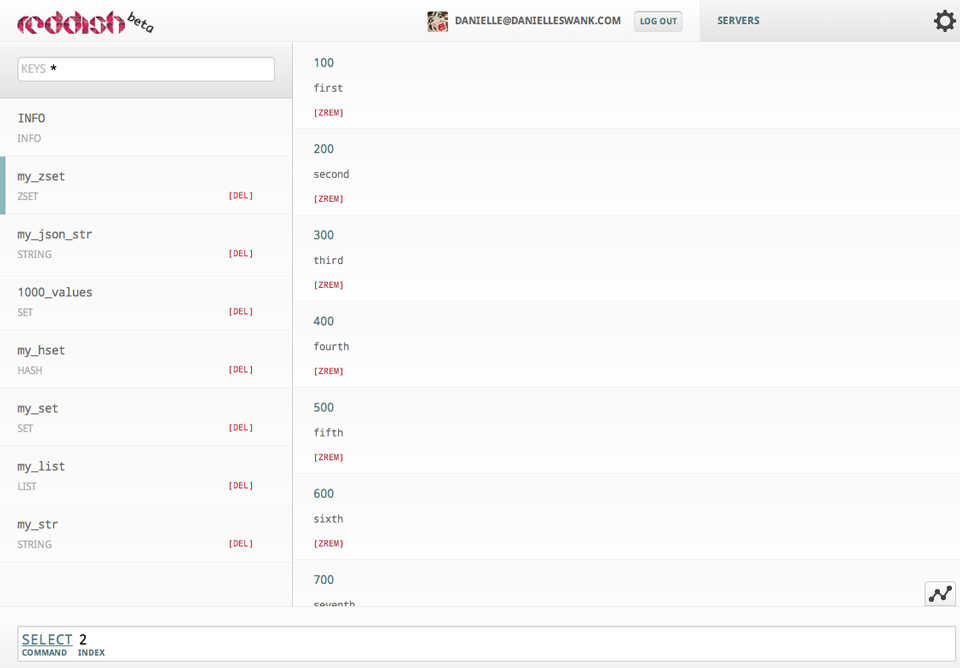 reddish beta
DANIELLE@DANIELLESWANK.COM LOG OUT SERVERS
KEYS *
INFO
INFO
my_zset
ZSET [DEL]
my_json_str
STRING [DEL]
1000_values
SET [DEL]
my_hset
HASH [DEL]
my_set
SET [DEL]
my_list
LIST [DEL]
my_str
STRING [DEL]
100
first
[ZREM]
200
second
[ZREM]
300
third
[ZREM]
400
fourth
[ZREM]
500
fifth
[ZREM]
600
sixth
[ZREM]
700
seventh
SELECT 2
COMMAND INDEX